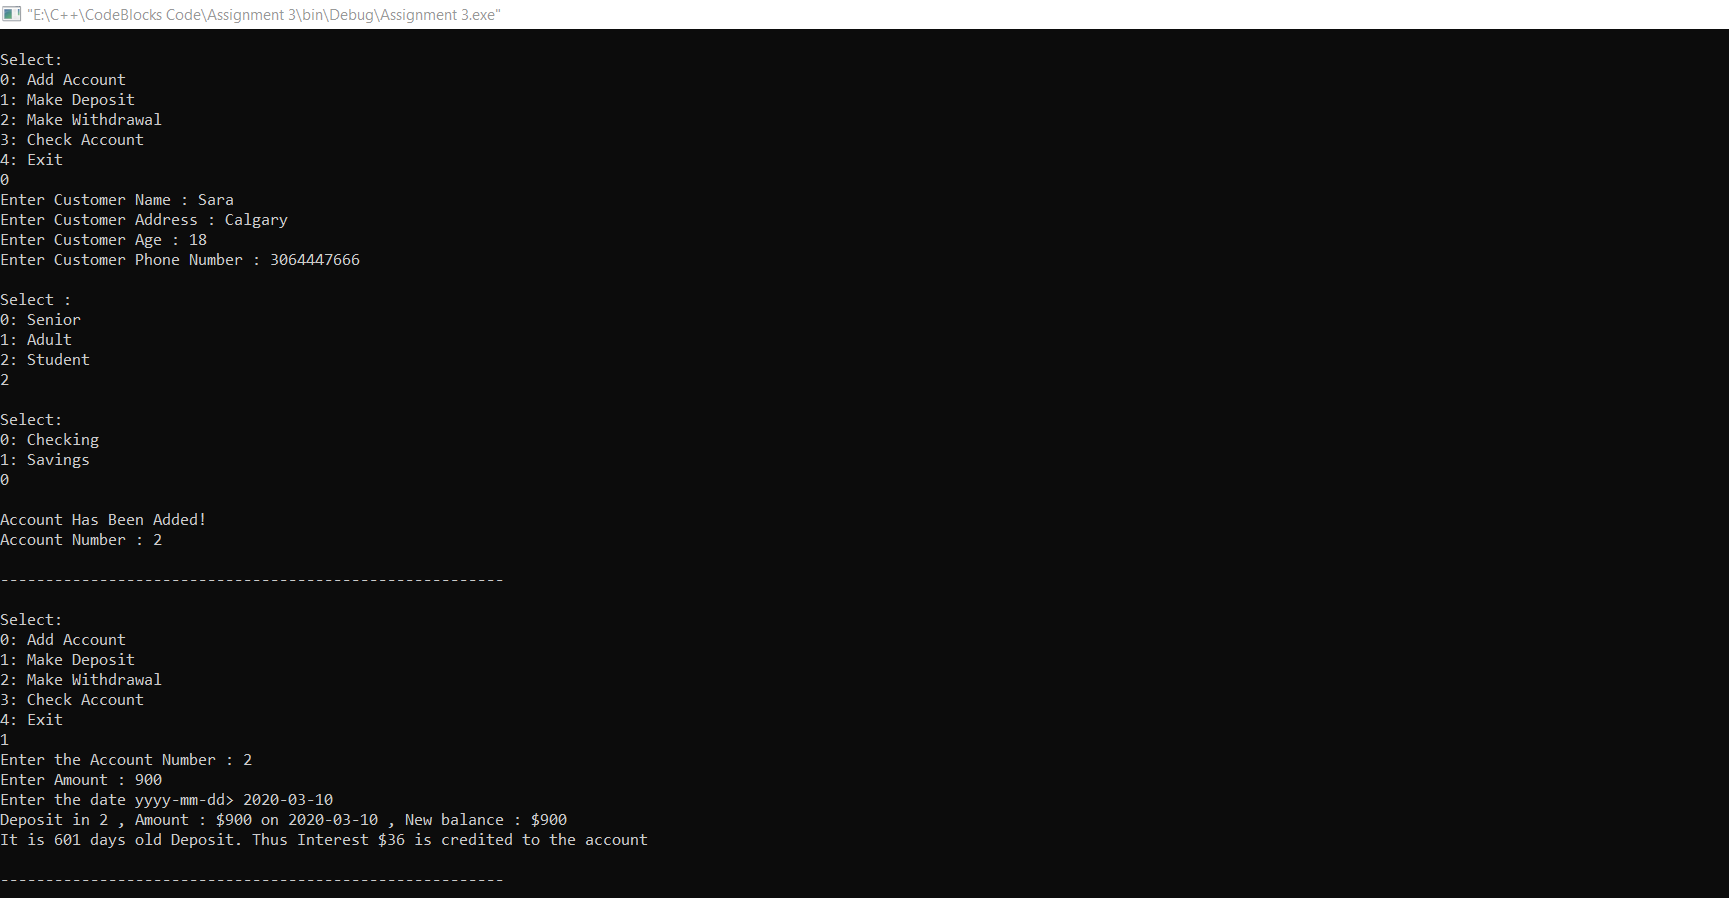 "E:\C++\CodeBlocks Code\Assignment 3\bin\Debug\Assignment 3.exe"
Select:
0: Add Account
1: Make Deposit
2: Make Withdrawal
3: Check Account
4: Exit
0
Enter Customer Name : Sara
Enter Customer Address : Calgary
Enter Customer Age : 18
Enter Customer Phone Number : 3064447666
Select :
0: Senior
1: Adult
2: Student
2
Select:
0: Checking
1: Savings
0
Account Has Been Added!
Account Number : 2
--------------------------------------------------------
Select:
0: Add Account
1: Make Deposit
2: Make Withdrawal
3: Check Account
4: Exit
1
Enter the Account Number : 2
Enter Amount : 900
Enter the date yyyy-mm-dd> 2020-03-10
Deposit in 2 , Amount : $900 on 2020-03-10 , New balance : $900
It is 601 days old Deposit. Thus Interest $36 is credited to the account
--------------------------------------------------------